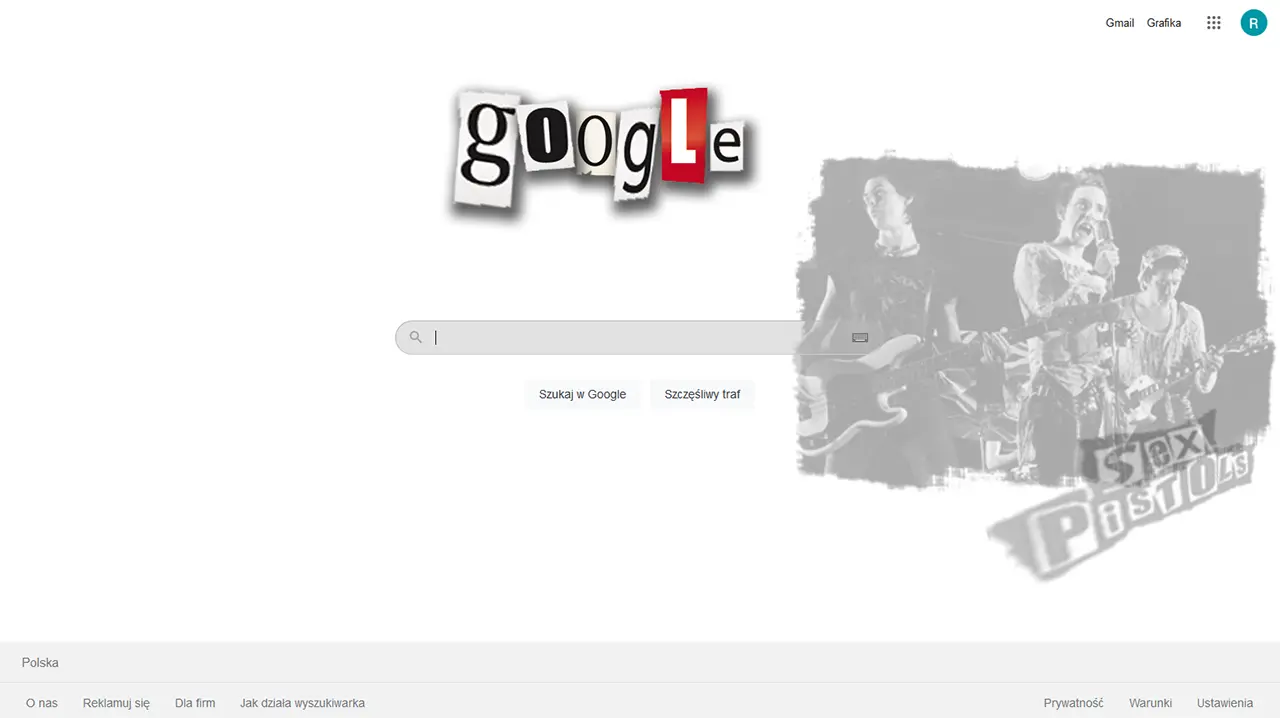 Gmail Grafika R
gooգLe
Szukaj w Google Szczęśliwy traf
SEX
PiSTOLS
Polska
O nas Reklamuj się Dla firm Jak działa wyszukiwarka Prywatność Warunki Ustawienia